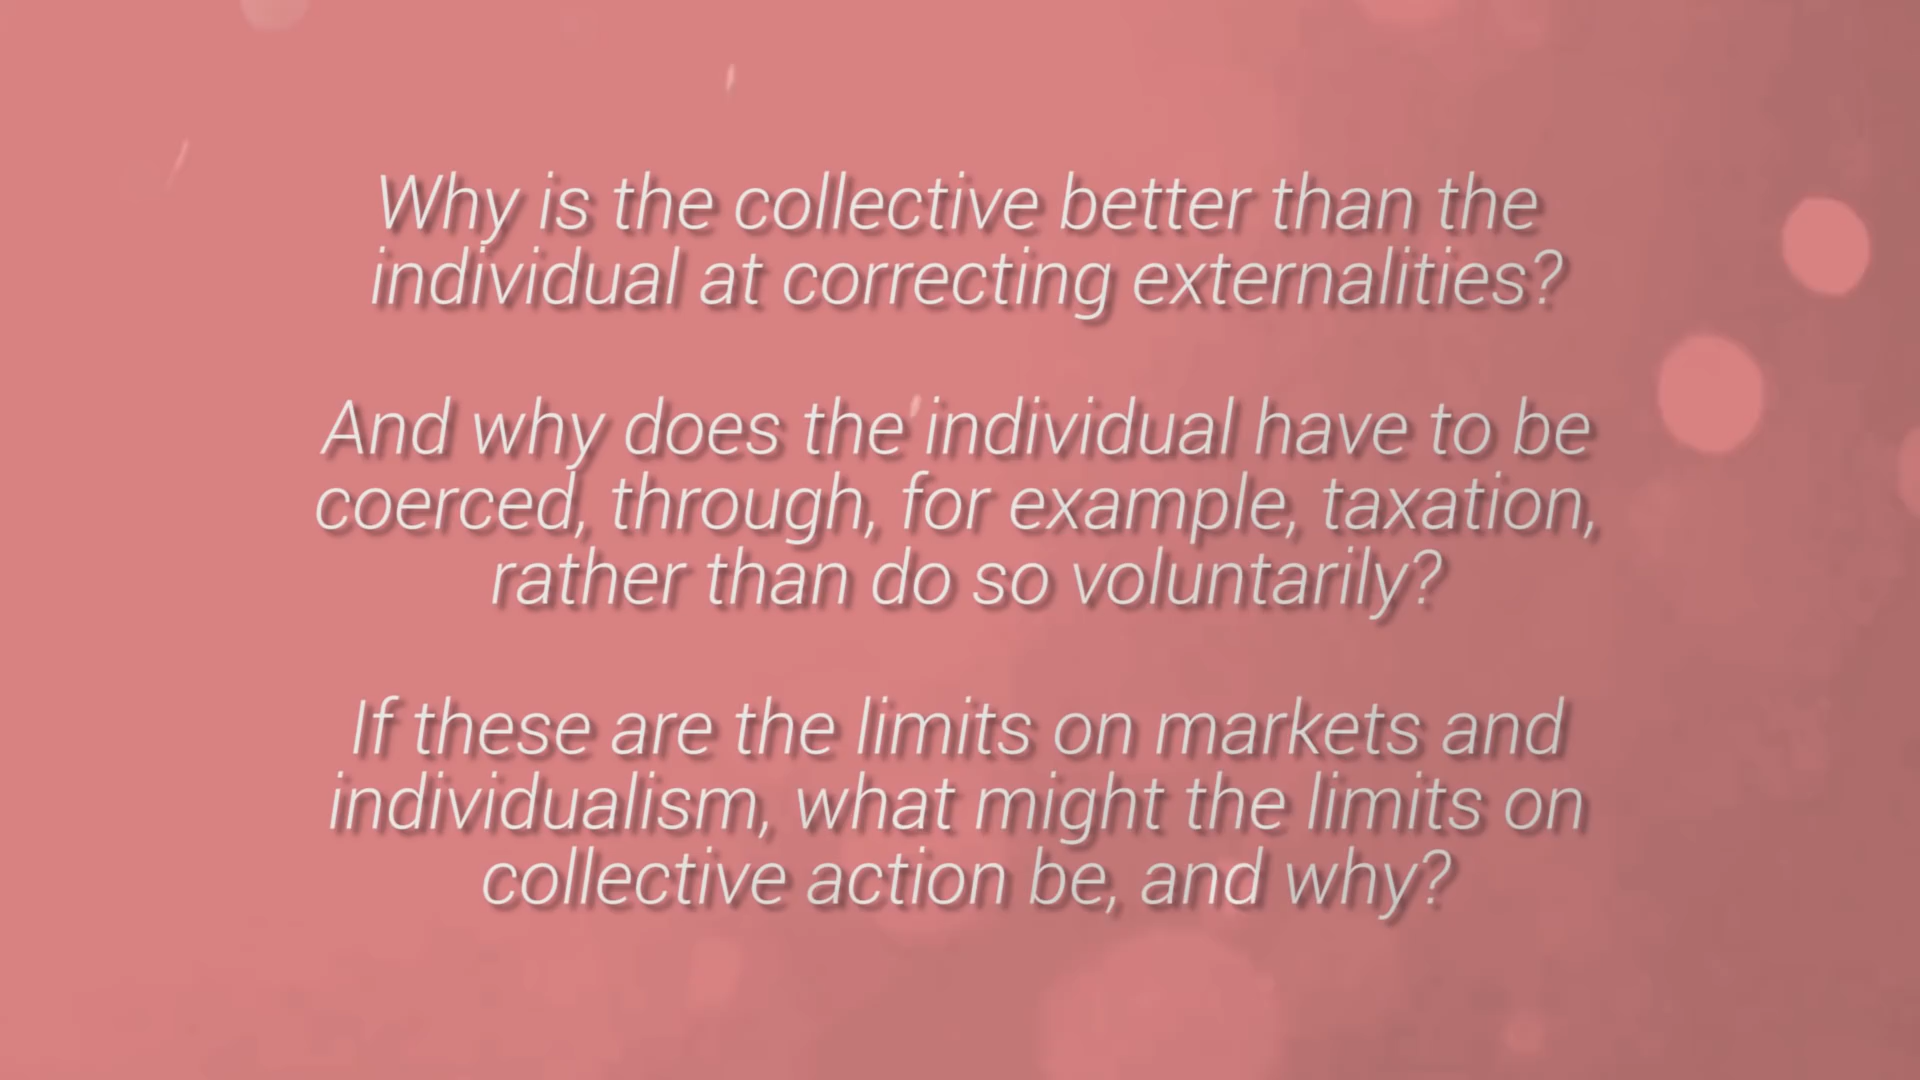 Why is the collective better than the
individual at correcting externalities?
And why does the individual have to be
coerced, through, for example, taxation,
rather than do so voluntarily?
If these are the limits on markets and
individualism, what might the limits on
collective action be, and why?